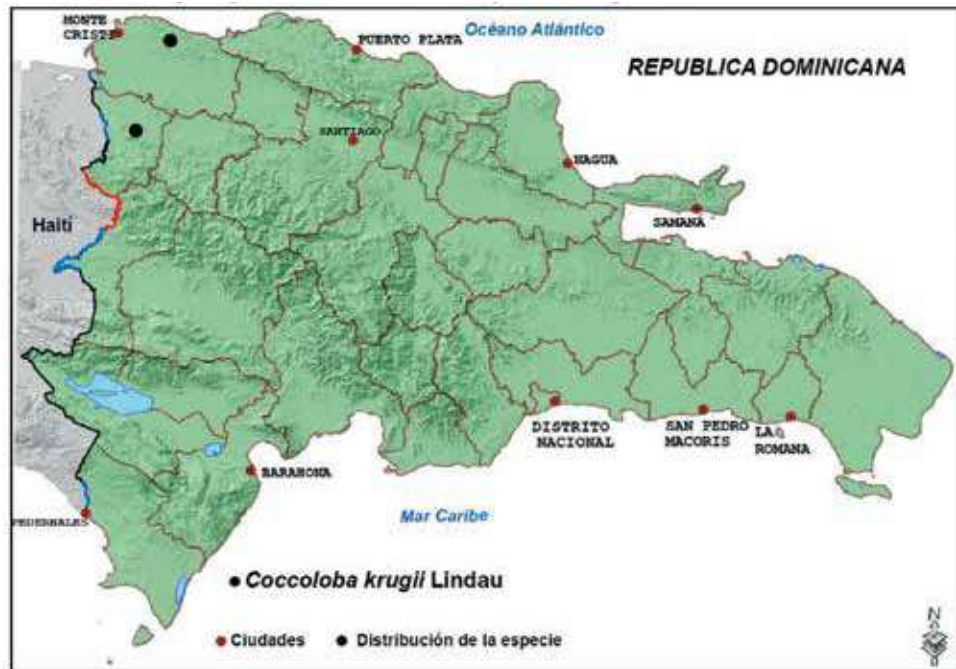 MONTE
CRISTI
Océano Atlántico
PUERTO PLATA
REPUBLICA DOMINICANA
SANTIAGO
NAGUA
Haití
SAMANA
DISTRITO
NACIONAL
SAN PEDRO
MACORIS
LA
ROMANA
BARAHONA
PEDERNALES
Mar Caribe
Coccoloba krugii Lindau
Ciudades
Distribución de la especie
N